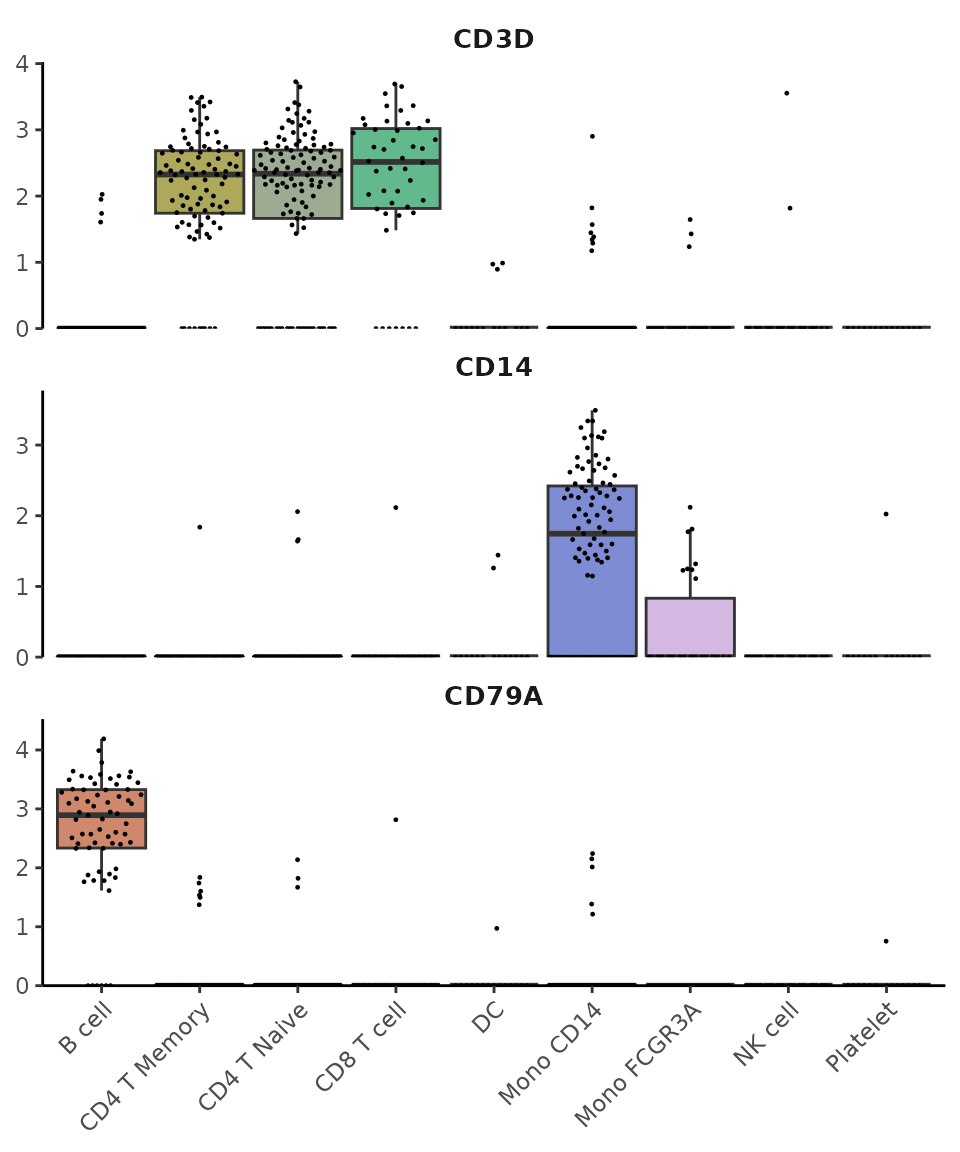 CD3D
4
3
2
1
0
CD14
3
2
1
0
CD79A
4
3
2
1
0
B cell
CD4 T Memory
CD4 T Naive
CD8 T cell
DC
Mono CD14
Mono FCGR3A
NK cell
Platelet